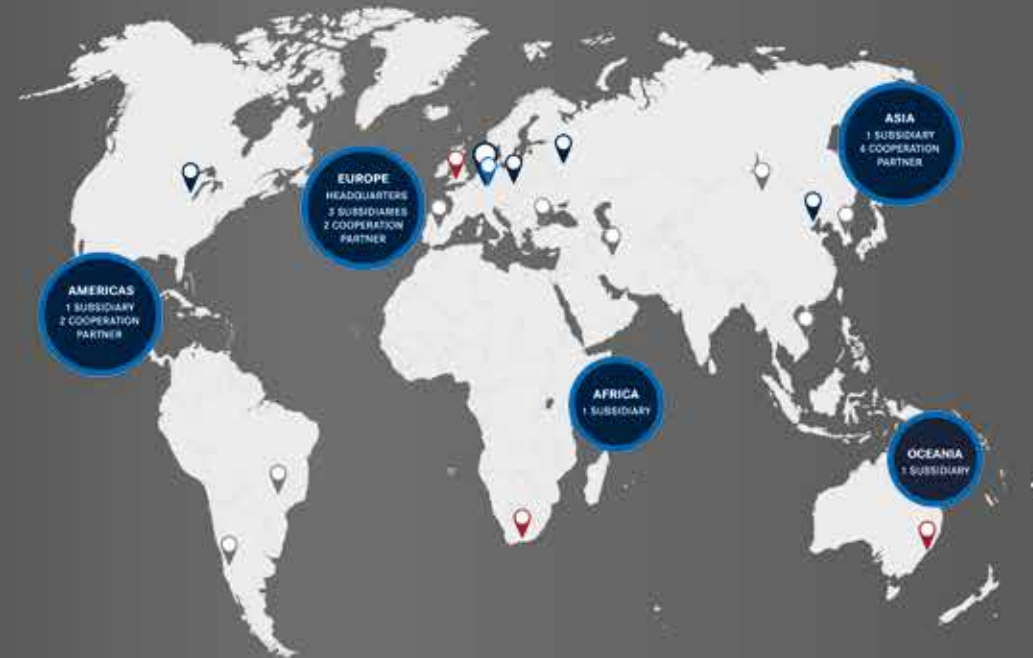 EUROPE
HEADQUARTERS
3 SUBSIDIARIES
2 COOPERATION
PARTNER
ASIA
1 SUBSIDIARY
6 COOPERATION
PARTNER
AMERICAS
1 SUBSIDIARY
2 COOPERATION
PARTNER
AFRICA
1 SUBSIDIARY
OCEANIA
1 SUBSIDIARY